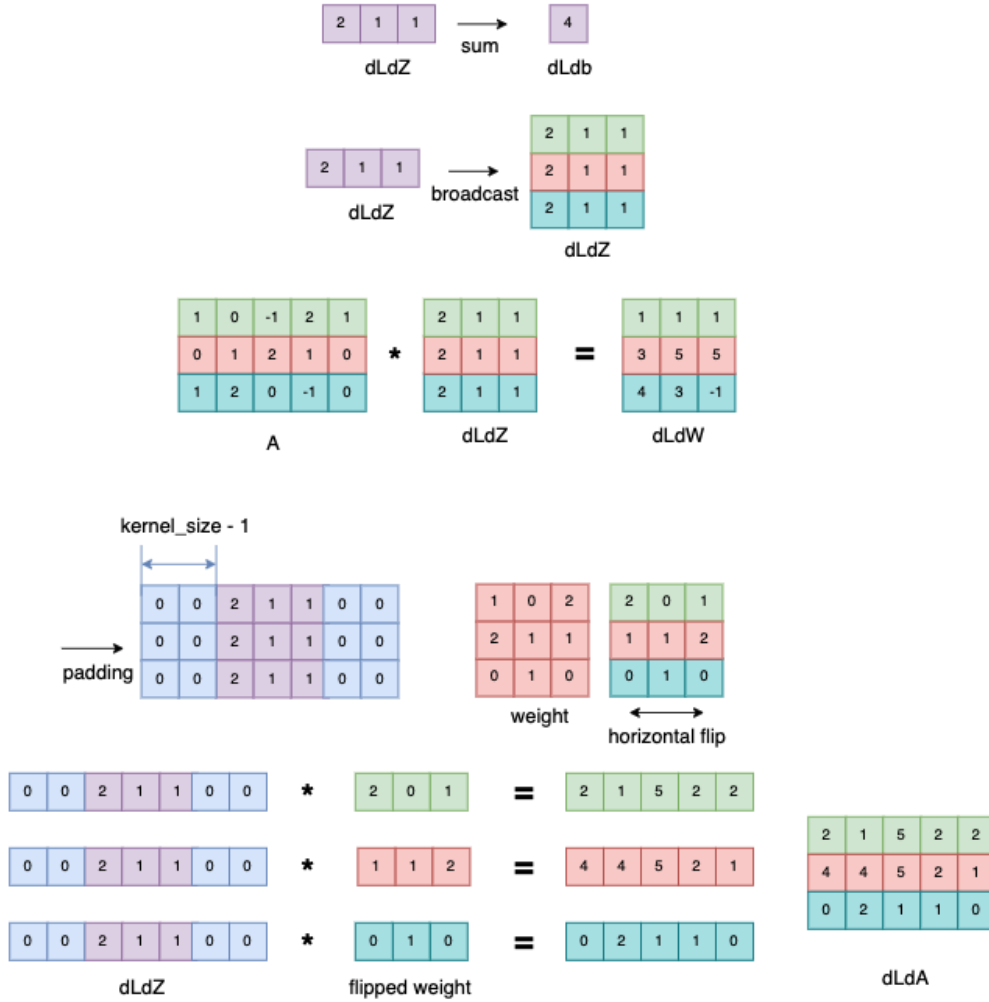 2 1 1
sum
4
dLdZ
dLdb
2 1 1
broadcast
2 1 1
2 1 1
2 1 1
dLdZ
dLdZ
1 0 -1 2 1
0 1 2 1 0
1 2 0 -1 0
*
2 1 1
2 1 1
2 1 1
=
1 1 1
3 5 5
4 3 -1
A
dLdZ
dLdW
kernel_size - 1
padding
0 0 2 1 1 0 0
0 0 2 1 1 0 0
0 0 2 1 1 0 0
1 0 2
2 1 1
0 1 0
weight
2 0 1
1 1 2
0 1 0
horizontal flip
0 0 2 1 1 0 0 * 2 0 1 = 2 1 5 2 2
0 0 2 1 1 0 0 * 1 1 2 = 4 4 5 2 1
0 0 2 1 1 0 0 * 0 1 0 = 0 2 1 1 0
dLdZ
flipped weight
2 1 5 2 2
4 4 5 2 1
0 2 1 1 0
dLdA